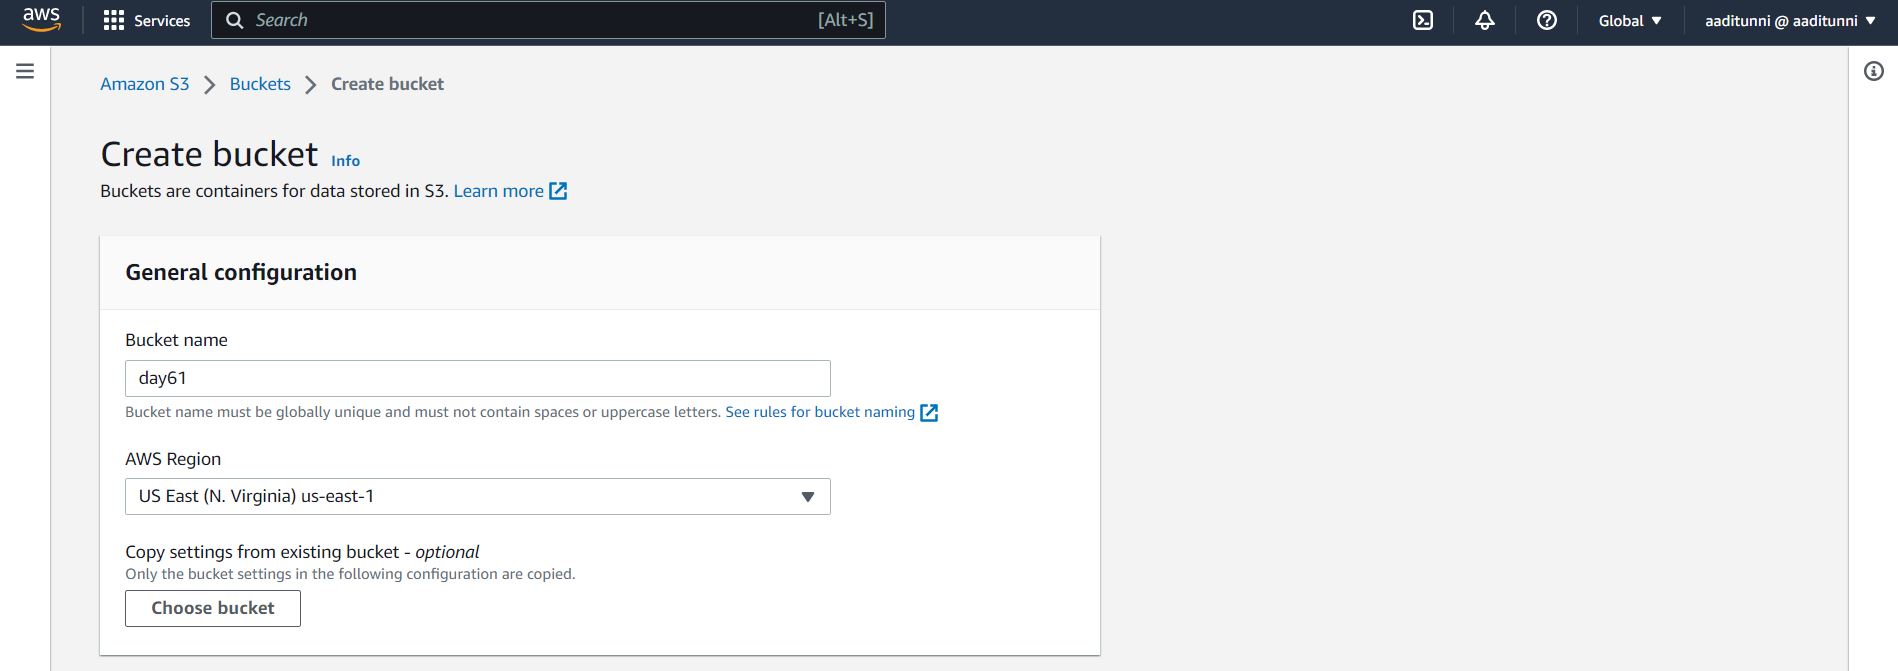 aws Services Search [Alt+S] Global aaditunni @ aaditunni
Amazon S3 Buckets Create bucket
Create bucket Info
Buckets are containers for data stored in S3. Learn more
General configuration
Bucket name
day61
Bucket name must be globally unique and must not contain spaces or uppercase letters. See rules for bucket naming
AWS Region
US East (N. Virginia) us-east-1
Copy settings from existing bucket - optional
Only the bucket settings in the following configuration are copied.
Choose bucket